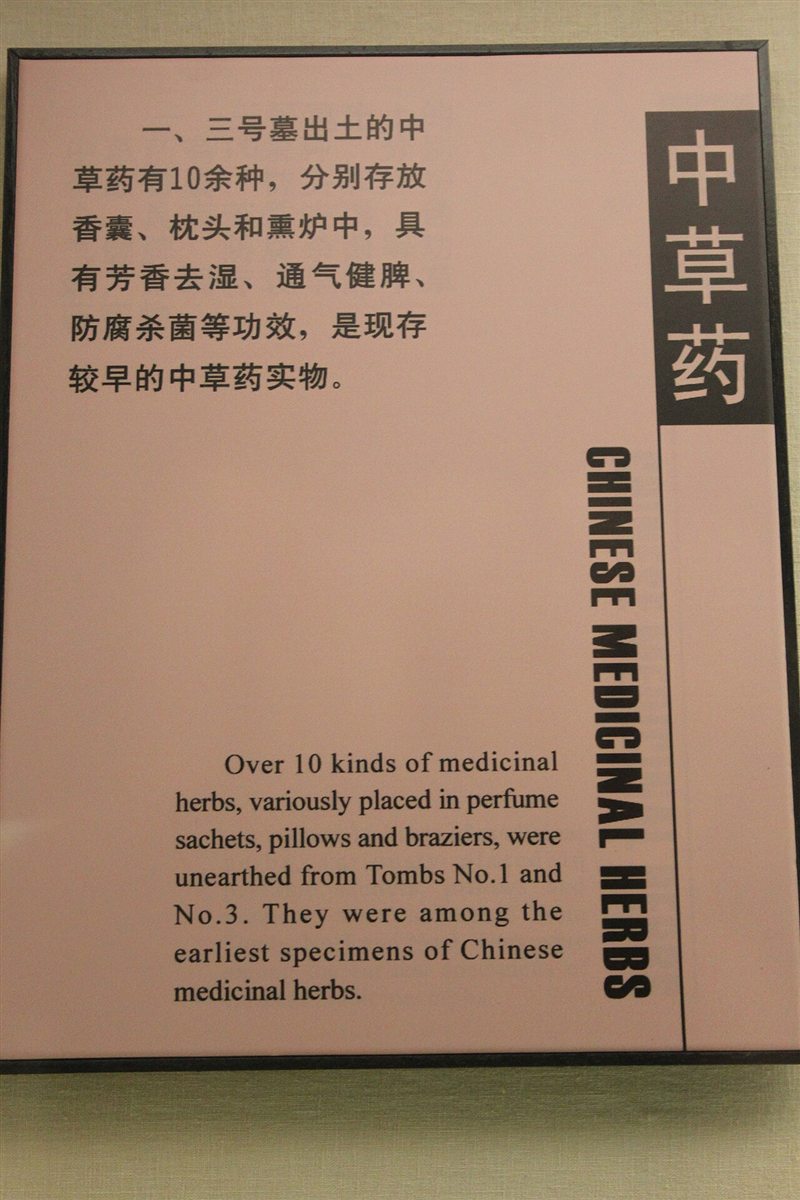 中草药
一、三号墓出土的中
草药有10余种，分别存放
香囊、枕头和熏炉中，具
有芳香去湿、通气健脾、
防腐杀菌等功效，是现存
较早的中草药实物。
CHINESE MEDICINAL HERBS
Over 10 kinds of medicinal
herbs, variously placed in perfume
sachets, pillows and braziers, were
unearthed from Tombs No.1 and
No.3. They were among the
earliest specimens of Chinese
medicinal herbs.